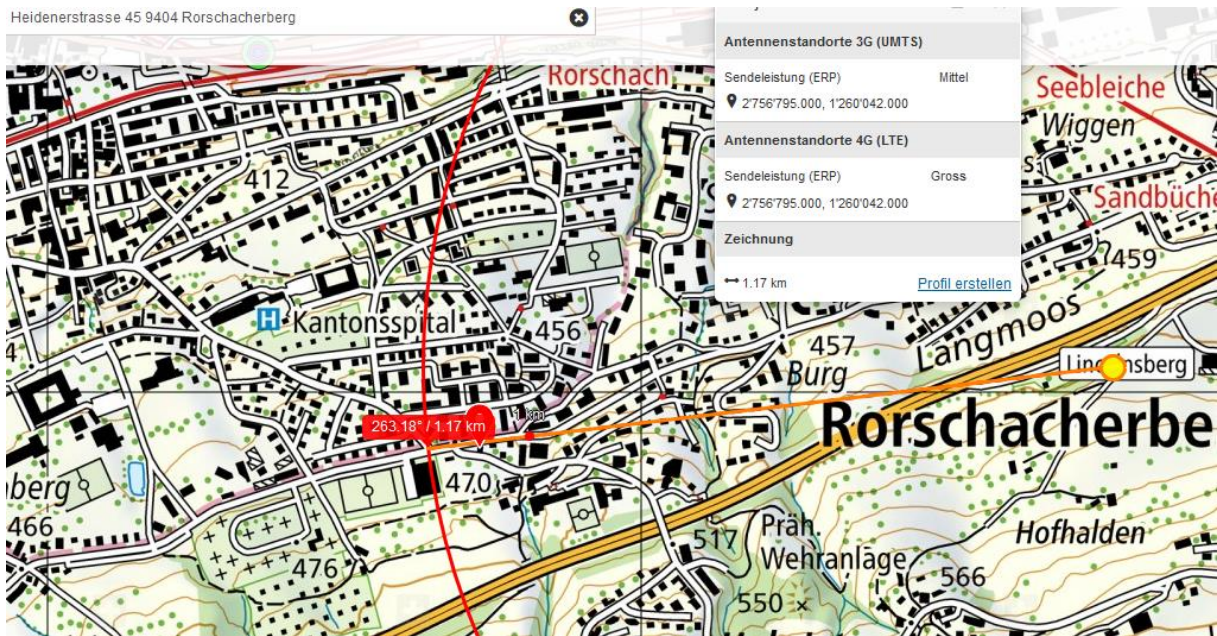 Heidenerstrasse 45 9404 Rorschacherberg
Antennenstandorte 3G (UMTS)
Sendeleistung (ERP) Mittel
2'756'795.000, 1'260'042.000
Antennenstandorte 4G (LTE)
Sendeleistung (ERP) Gross
2'756'795.000, 1'260'042.000
Zeichnung
1.17 km Profil erstellen
Rorschach
Seebleiche
Wiggen
412
Sandbüche
459
H Kantonsspital
456
457
Langmoos
Burg
263.18° / 1.17 km
1 km
Rorschacherbe
berg
466
470
476
517
Präh.
Wehranlage
Hofhalden
566
550